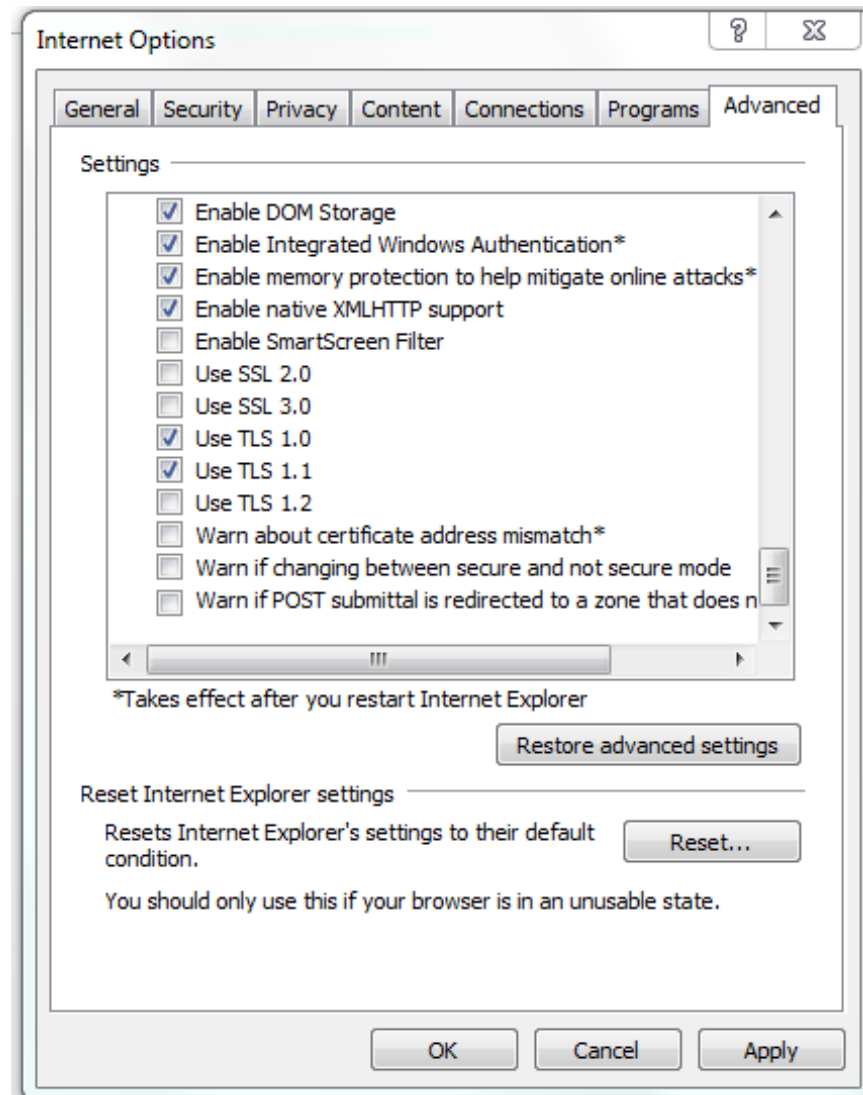 Internet Options
General Security Privacy Content Connections Programs Advanced
Settings
Enable DOM Storage
Enable Integrated Windows Authentication*
Enable memory protection to help mitigate online attacks*
Enable native XMLHTTP support
Enable SmartScreen Filter
Use SSL 2.0
Use SSL 3.0
Use TLS 1.0
Use TLS 1.1
Use TLS 1.2
Warn about certificate address mismatch*
Warn if changing between secure and not secure mode
Warn if POST submittal is redirected to a zone that does n
*Takes effect after you restart Internet Explorer
Restore advanced settings
Reset Internet Explorer settings
Resets Internet Explorer's settings to their default
condition.
Reset...
You should only use this if your browser is in an unusable state.
OK Cancel Apply